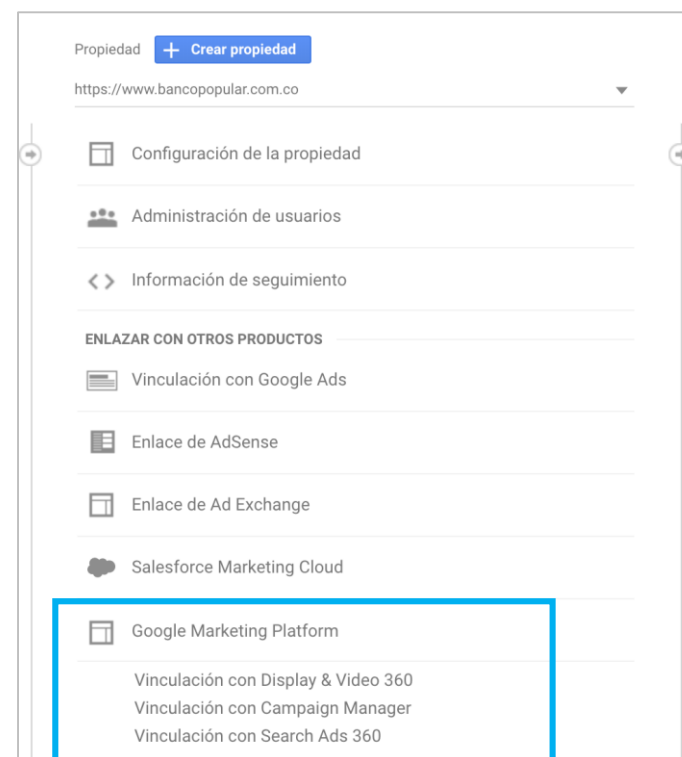 Propiedad + Crear propiedad
https://www.bancopopular.com.co
Configuración de la propiedad
Administración de usuarios
Información de seguimiento
ENLAZAR CON OTROS PRODUCTOS
Vinculación con Google Ads
Enlace de AdSense
Enlace de Ad Exchange
Salesforce Marketing Cloud
Google Marketing Platform
Vinculación con Display & Video 360
Vinculación con Campaign Manager
Vinculación con Search Ads 360